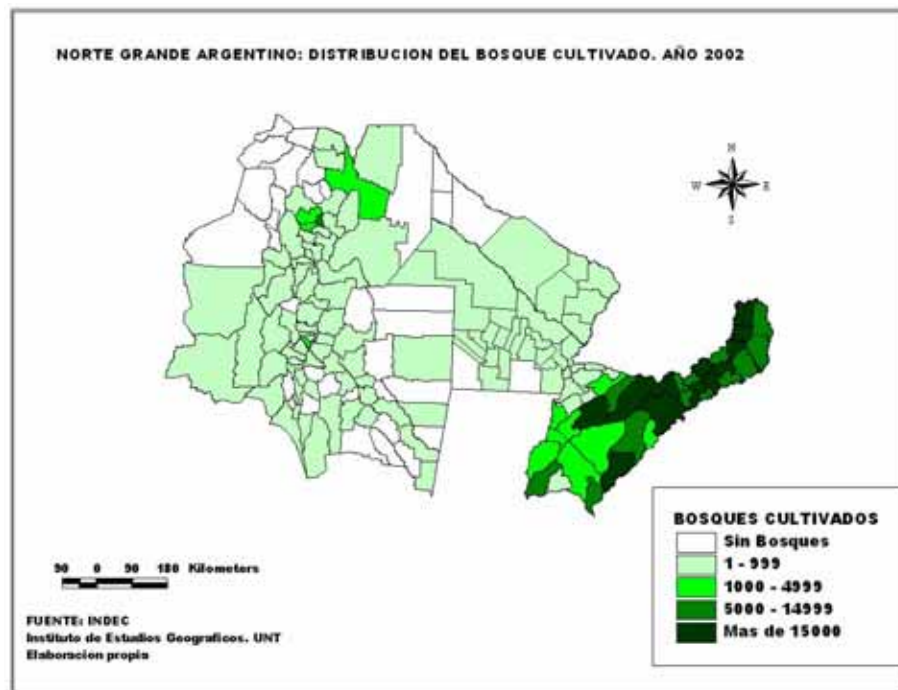 NORTE GRANDE ARGENTINO: DISTRIBUCION DEL BOSQUE CULTIVADO. AÑO 2002
N
W E
S
BOSQUES CULTIVADOS
Sin Bosques
1 - 999
1000 - 4999
5000 - 14999
Mas de 15000
90 0 90 180 Kilometers
FUENTE: INDEC
Instituto de Estudios Geograficos. UNT
Elaboracion propia